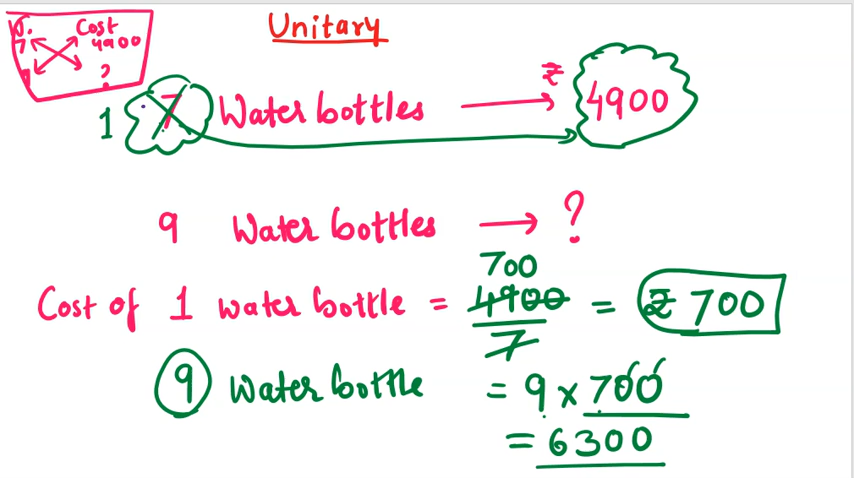 Unitary
Cost
7 4900
?
1 7 Water bottles → ₹ 4900
9 Water bottles → ?
700
Cost of 1 water bottle = 4900 = ₹ 700
7
9 Water bottle = 9 x 700
= 6300